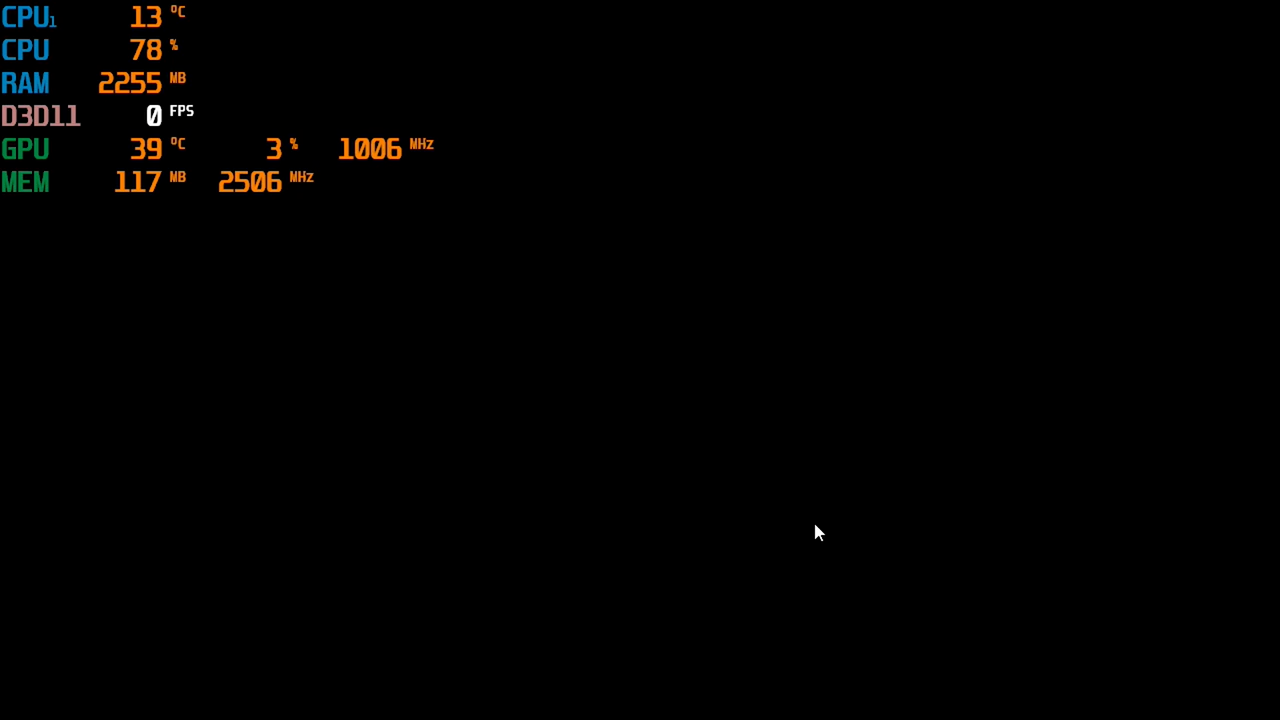 CPU1 13 °C
CPU 78 %
RAM 2255 MB
D3D11 0 FPS
GPU 39 °C 3 % 1006 MHz
MEM 117 MB 2506 MHz